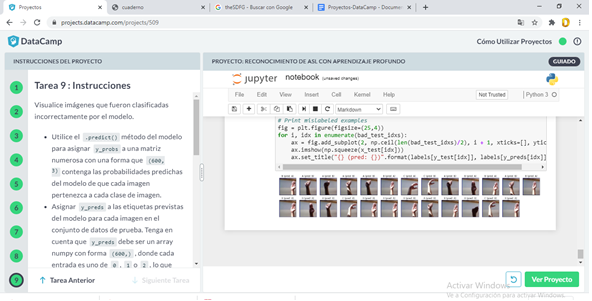 Proyectos
cuaderno
theSDFG - Buscar con Google
Proyectos-DataCamp - Documen
projects.datacamp.com/projects/509
DataCamp
Cómo Utilizar Proyectos
INSTRUCCIONES DEL PROYECTO
PROYECTO: RECONOCIMIENTO DE ASL CON APRENDIZAJE PROFUNDO
GUIADO
Tarea 9 : Instrucciones
Visualice imágenes que fueron clasificadas
incorrectamente por el modelo.
Utilice el .predict() método del modelo
para asignar y_probs a una matriz
numerosa con una forma que (600,
3) contenga las probabilidades predichas
del modelo de que cada imagen
pertenezca a cada clase de imagen.
Asignar y_preds a las etiquetas previstas
del modelo para cada imagen en el
conjunto de datos de prueba. Tenga en
cuenta que y_preds debe ser un array
numpy con forma (600,) , donde cada
entrada es uno de 0 , 1 o 2 , lo que
1
2
3
4
5
6
7
8
9
Tarea Anterior
Siguiente Tarea
jupyter notebook (unsaved changes)
File Edit View Insert Cell Kernel Help
Not Trusted
Python 3
Markdown
# Print mislabeled examples
fig = plt.figure(figsize=(25,4))
for i, idx in enumerate(bad_test_idxs):
ax = fig.add_subplot(2, np.ceil(len(bad_test_idxs)/2), i + 1, xticks=[], ytic
ax.imshow(np.squeeze(x_test[idx]))
ax.set_title("{} (pred: {})".format(labels[y_test[idx]], labels[y_preds[idx]]
Activar Windows
Ve a Configuración para activar Windows.
Ver Proyecto